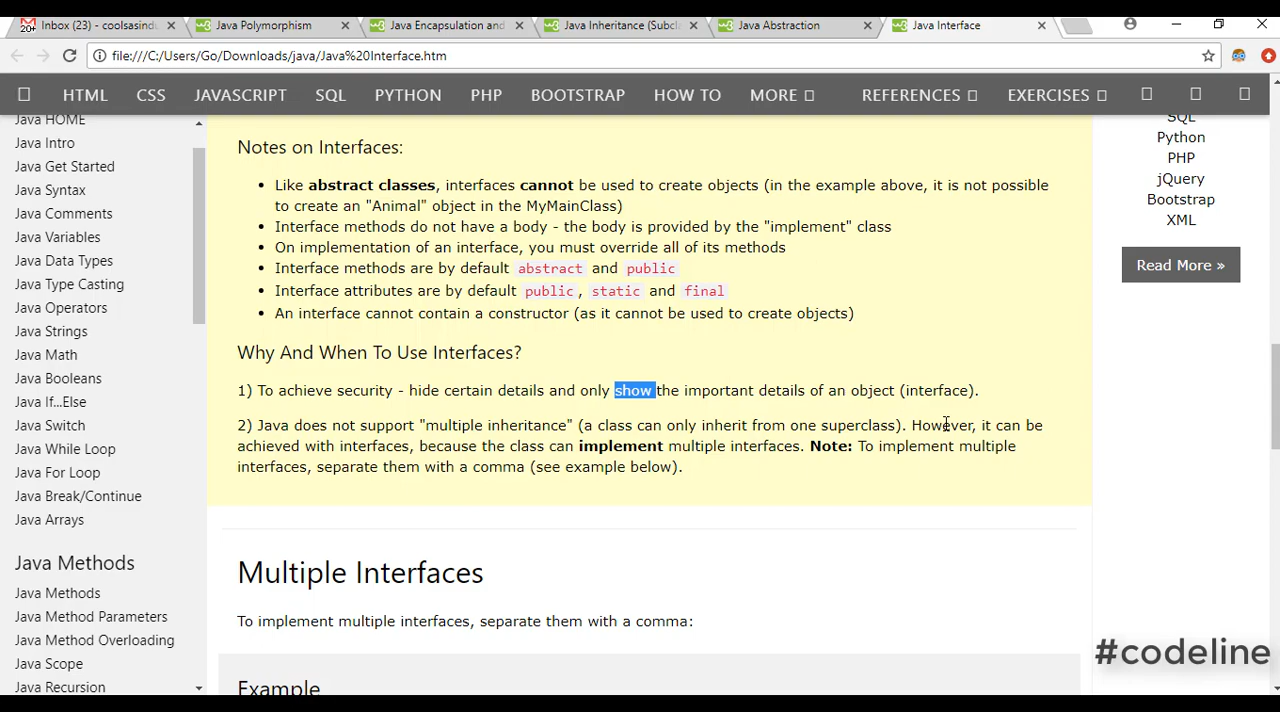 20+ Inbox (23) - coolsasindu
Java Polymorphism
Java Encapsulation and
Java Inheritance (Subcl
Java Abstraction
Java Interface
file:///C:/Users/Go/Downloads/java/Java%20Interface.htm
HTML CSS JAVASCRIPT SQL PYTHON PHP BOOTSTRAP HOW TO MORE REFERENCES EXERCISES
Java HOME
Java Intro
Java Get Started
Java Syntax
Java Comments
Java Variables
Java Data Types
Java Type Casting
Java Operators
Java Strings
Java Math
Java Booleans
Java If...Else
Java Switch
Java While Loop
Java For Loop
Java Break/Continue
Java Arrays
Java Methods
Java Methods
Java Method Parameters
Java Method Overloading
Java Scope
Java Recursion
Notes on Interfaces:
• Like abstract classes, interfaces cannot be used to create objects (in the example above, it is not possible
to create an "Animal" object in the MyMainClass)
• Interface methods do not have a body - the body is provided by the "implement" class
• On implementation of an interface, you must override all of its methods
• Interface methods are by default abstract and public
• Interface attributes are by default public, static and final
• An interface cannot contain a constructor (as it cannot be used to create objects)
Why And When To Use Interfaces?
1) To achieve security - hide certain details and only show the important details of an object (interface).
2) Java does not support "multiple inheritance" (a class can only inherit from one superclass). However, it can be
achieved with interfaces, because the class can implement multiple interfaces. Note: To implement multiple
interfaces, separate them with a comma (see example below).
Multiple Interfaces
To implement multiple interfaces, separate them with a comma:
Example
SQL
Python
PHP
jQuery
Bootstrap
XML
Read More »
#codeline